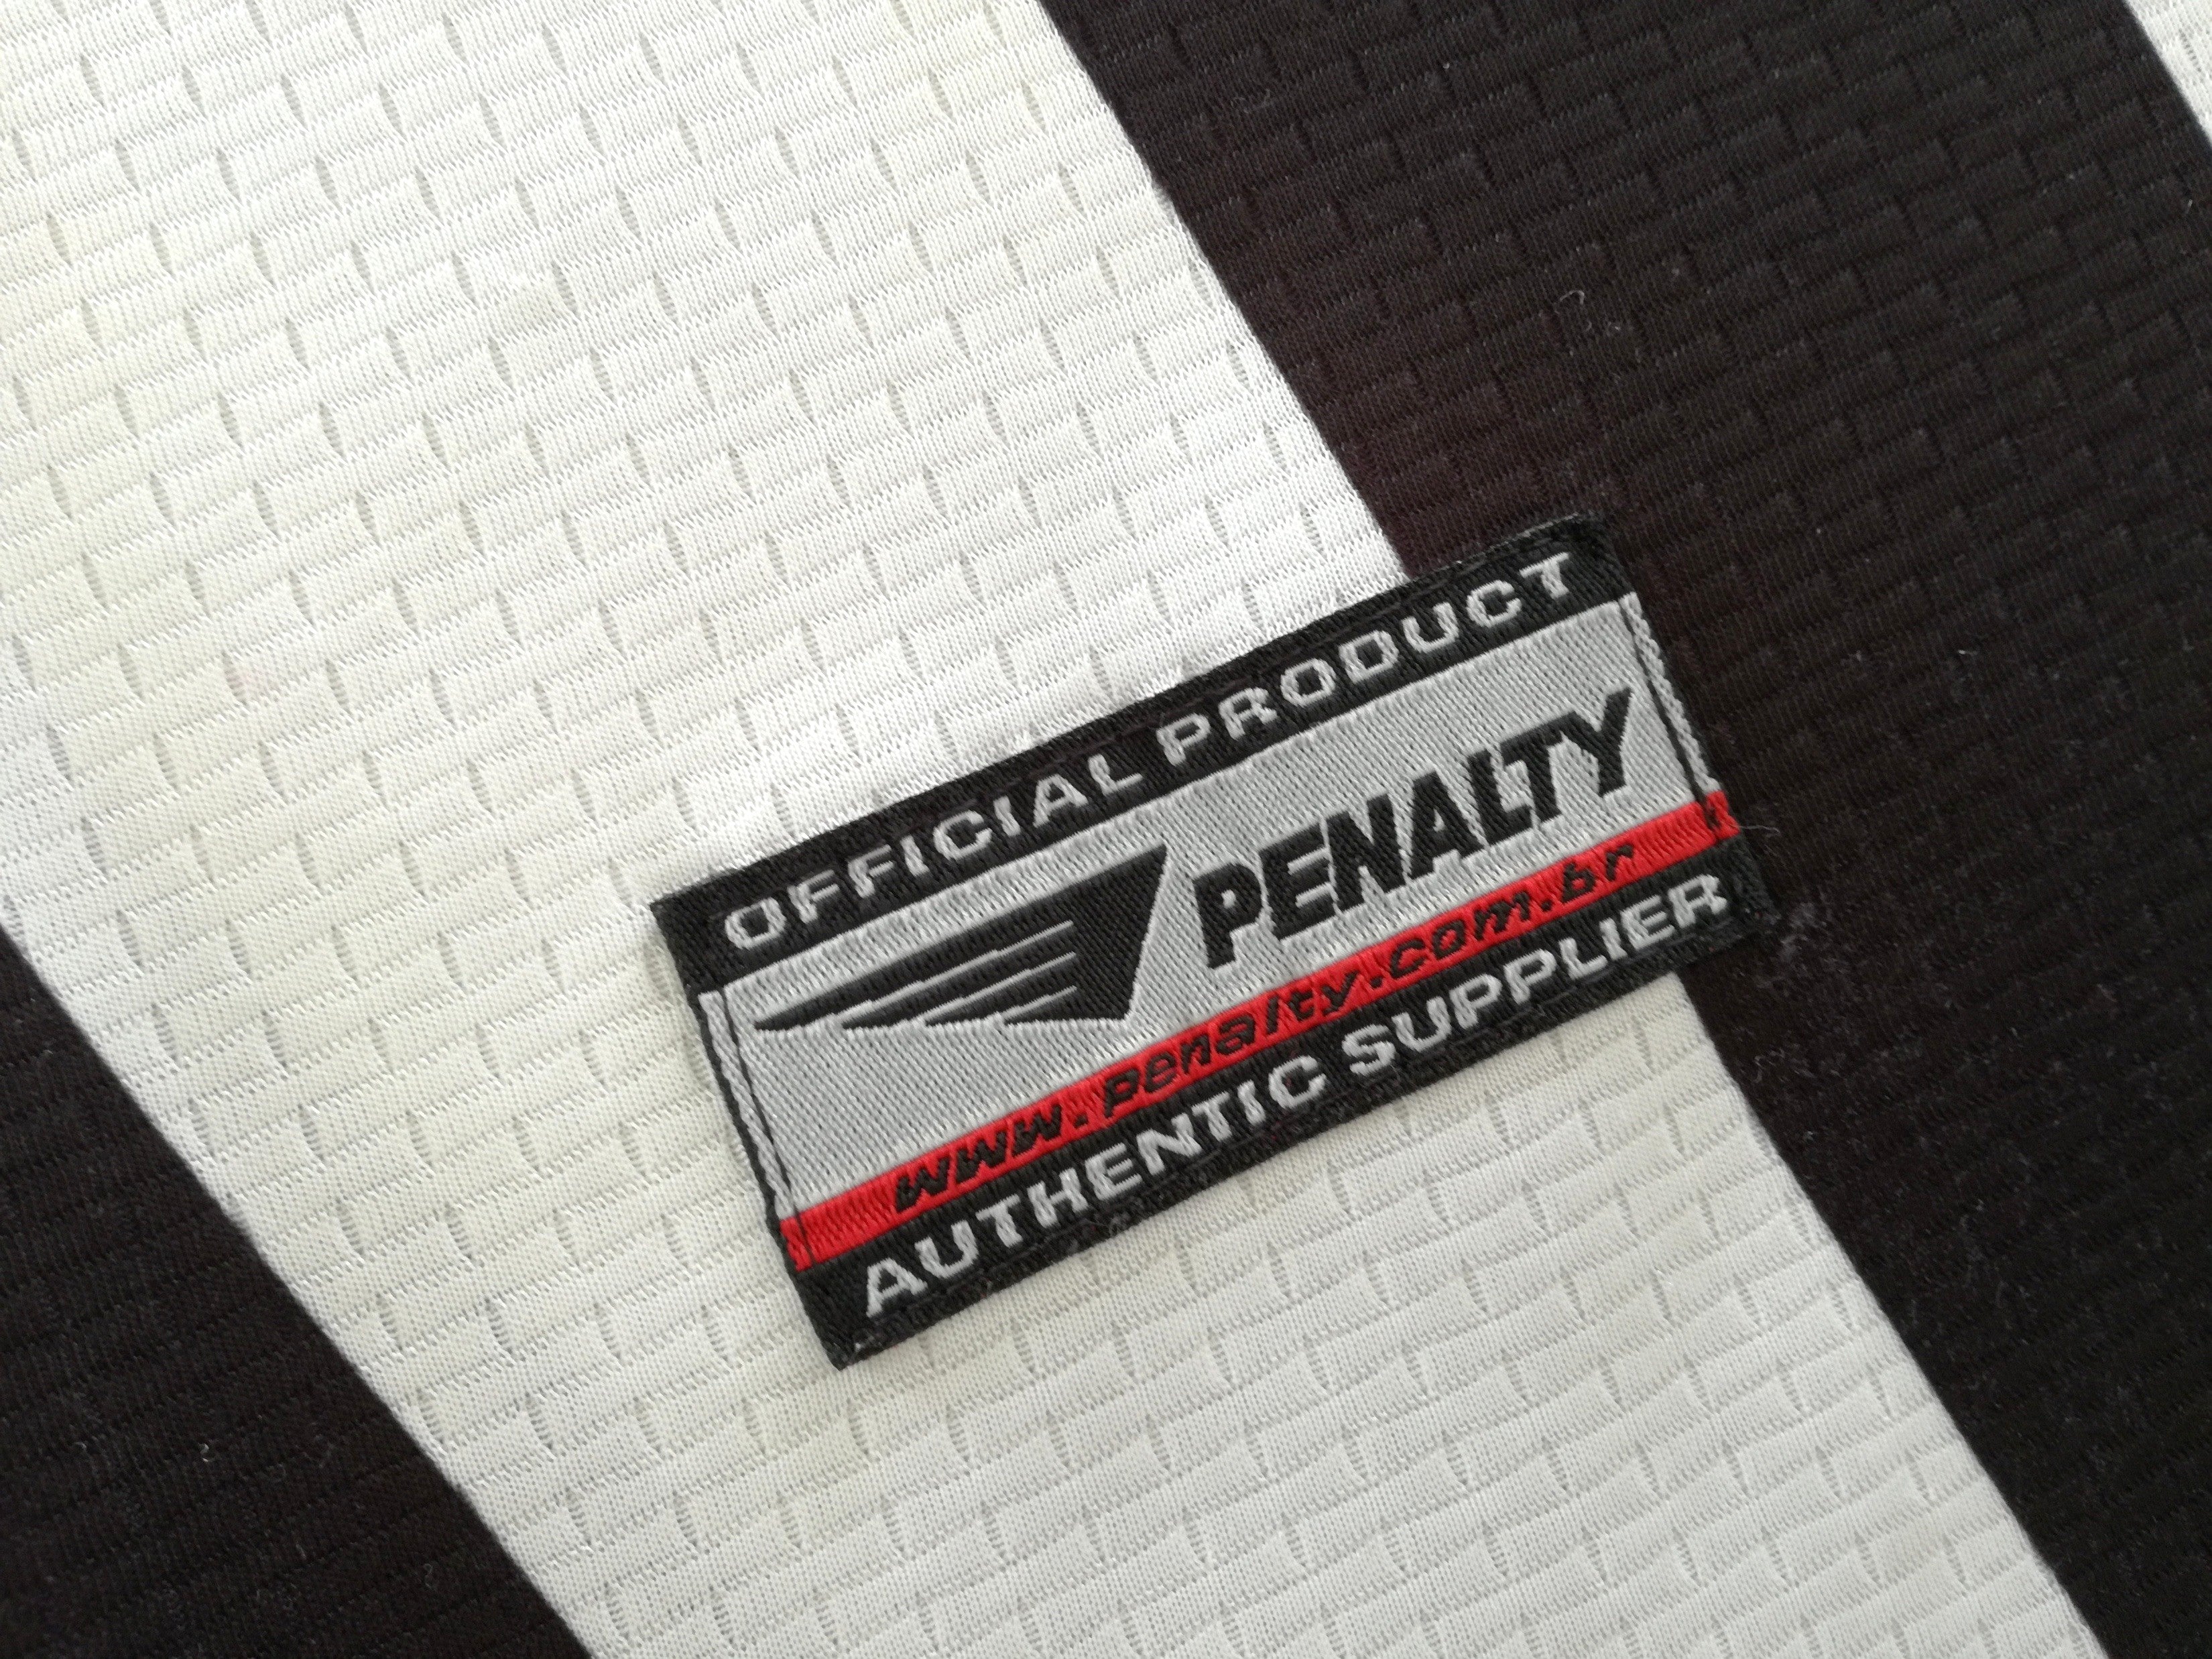 OFFICIAL PRODUCT
PENALTY
www.penalty.com.br
AUTHENTIC SUPPLIER